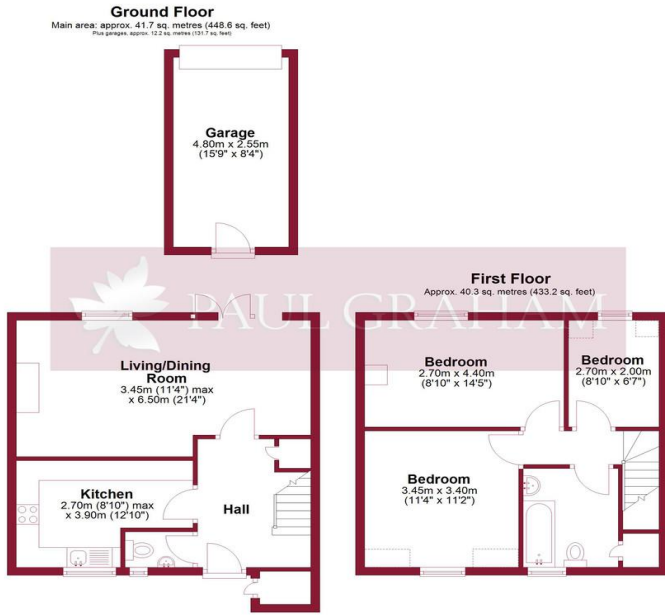 Ground Floor
Main area: approx. 41.7 sq. metres (448.6 sq. feet)
Plus garages, approx. 12.2 sq. metres (131.7 sq. feet)
Garage
4.80m x 2.55m
(15'9" x 8'4")
First Floor
Approx. 40.3 sq. metres (433.2 sq. feet)
PAUL GRAHAM
Living/Dining
Room
3.45m (11'4") max
x 6.50m (21'4")
Kitchen
2.70m (8'10") max
x 3.90m (12'10")
Hall
Bedroom
2.70m x 4.40m
(8'10" x 14'5")
Bedroom
2.70m x 2.00m
(8'10" x 6'7")
Bedroom
3.45m x 3.40m
(11'4" x 11'2")